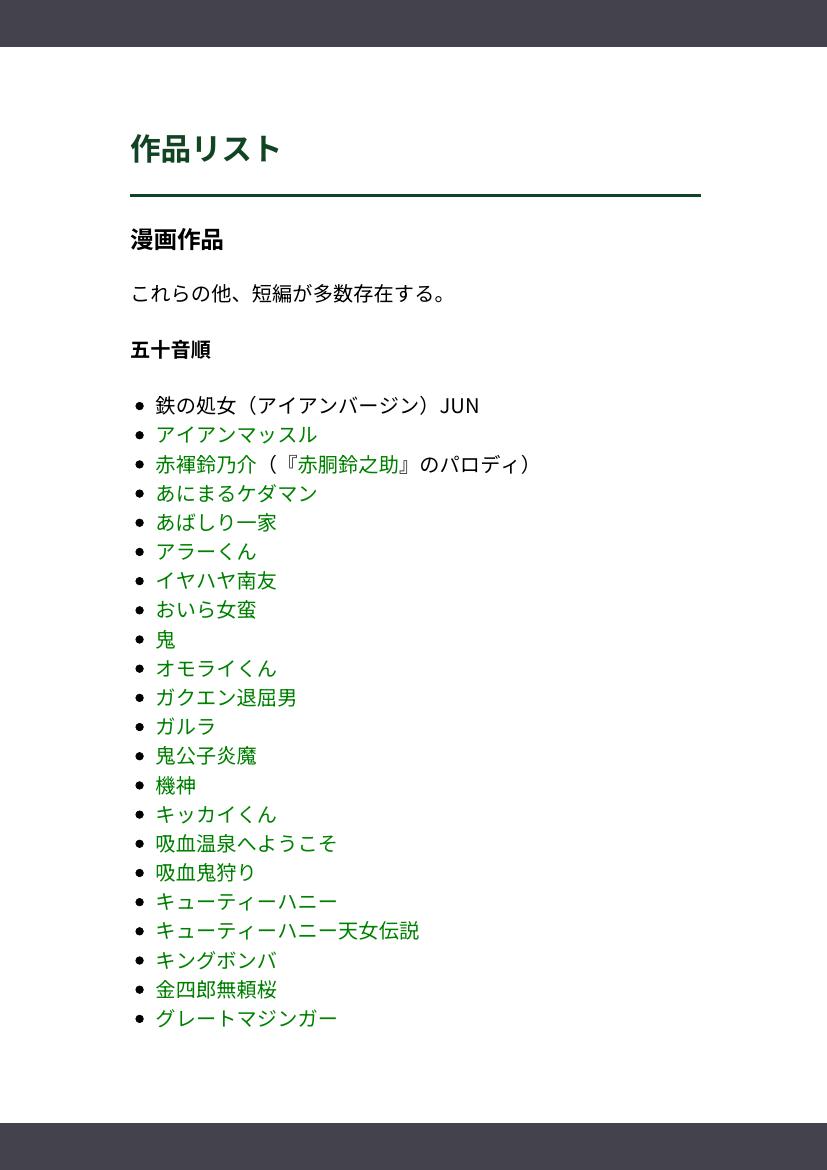 作品リスト
漫画作品
これらの他、短編が多数存在する。
五十音順
鉄の処女（アイアンバージン）JUN
アイアンマッスル
赤褌鈴乃介（『赤胴鈴之助』のパロディ）
あにまるケダマン
あばしり一家
アラーくん
イヤハヤ南友
おいら女蛮
鬼
オモライくん
ガクエン退屈男
ガルラ
鬼公子炎魔
機神
キッカイくん
吸血温泉へようこそ
吸血鬼狩り
キューティーハニー
キューティーハニー天女伝説
キングボンバ
金四郎無頼桜
グレートマジンガー